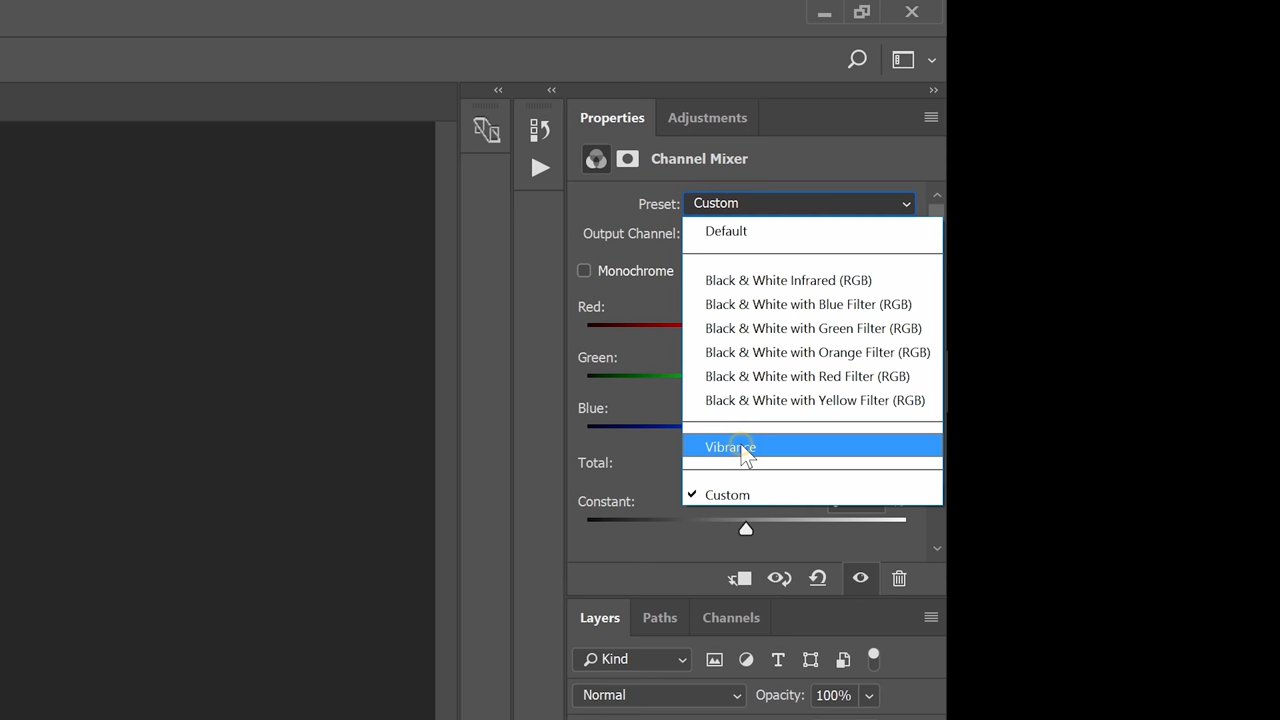 Properties
Adjustments
Channel Mixer
Preset:
Custom
Output Channel:
Default
Monochrome
Black & White Infrared (RGB)
Red:
Black & White with Blue Filter (RGB)
Black & White with Green Filter (RGB)
Green:
Black & White with Orange Filter (RGB)
Black & White with Red Filter (RGB)
Blue:
Black & White with Yellow Filter (RGB)
Vibrance
Total:
Custom
Constant:
Layers
Paths
Channels
Kind
Normal
Opacity:
100%